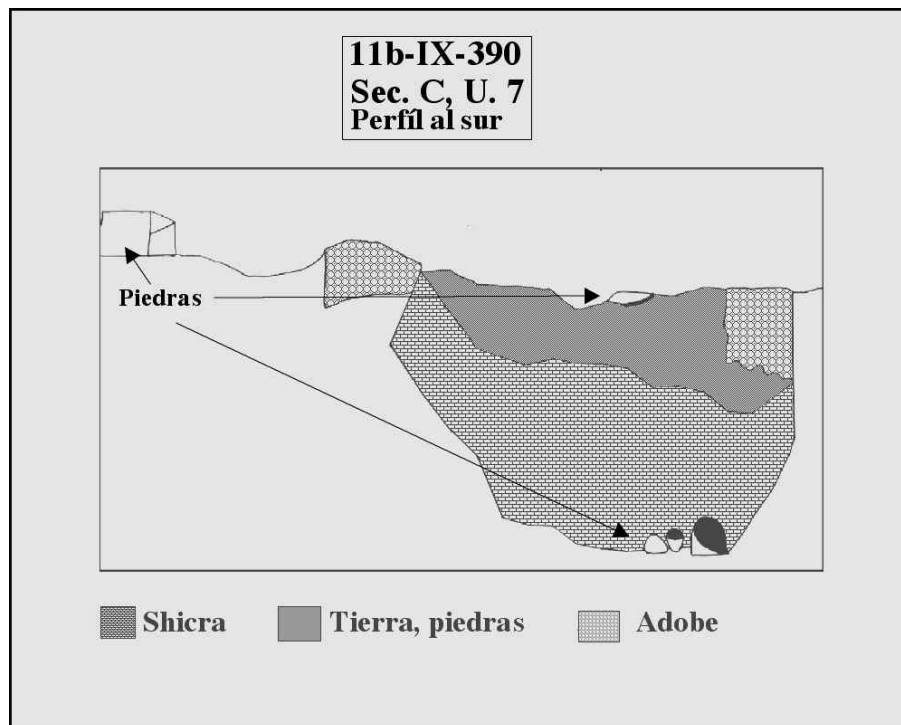 11b-IX-390
Sec. C, U. 7
Perfíl al sur
Piedras
Shicra
Tierra, piedras
Adobe